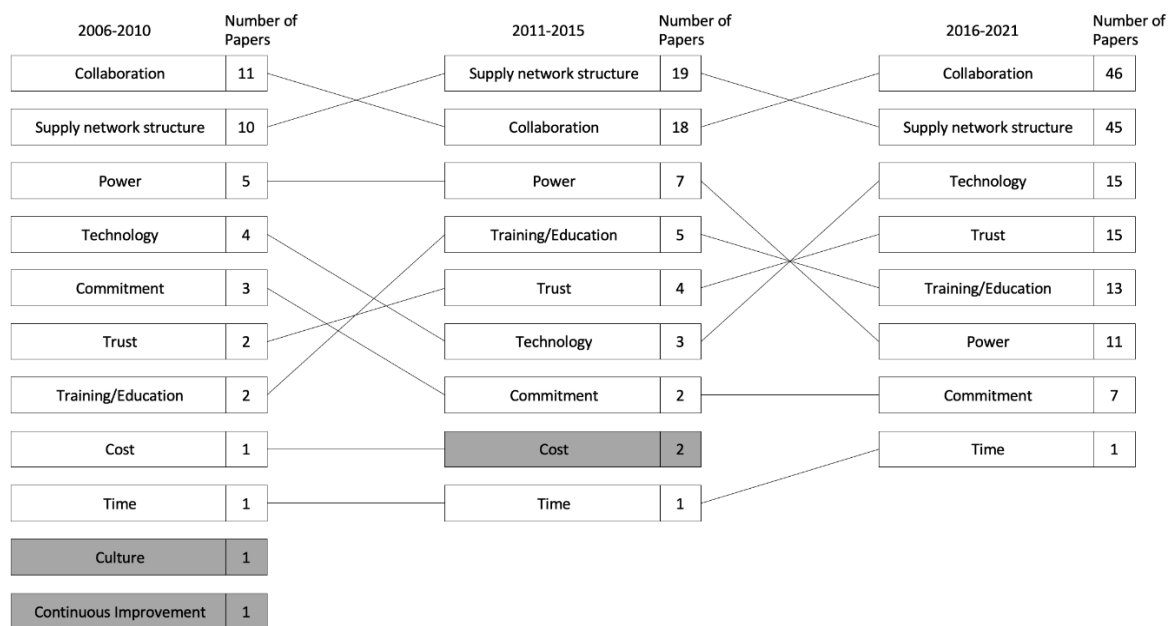 2006-2010
Number of
Papers
Collaboration 11
Supply network structure 10
Power 5
Technology 4
Commitment 3
Trust 2
Training/Education 2
Cost 1
Time 1
Culture 1
Continuous Improvement 1
2011-2015
Number of
Papers
Supply network structure 19
Collaboration 18
Power 7
Training/Education 5
Trust 4
Technology 3
Commitment 2
Cost 2
Time 1
2016-2021
Number of
Papers
Collaboration 46
Supply network structure 45
Technology 15
Trust 15
Training/Education 13
Power 11
Commitment 7
Time 1